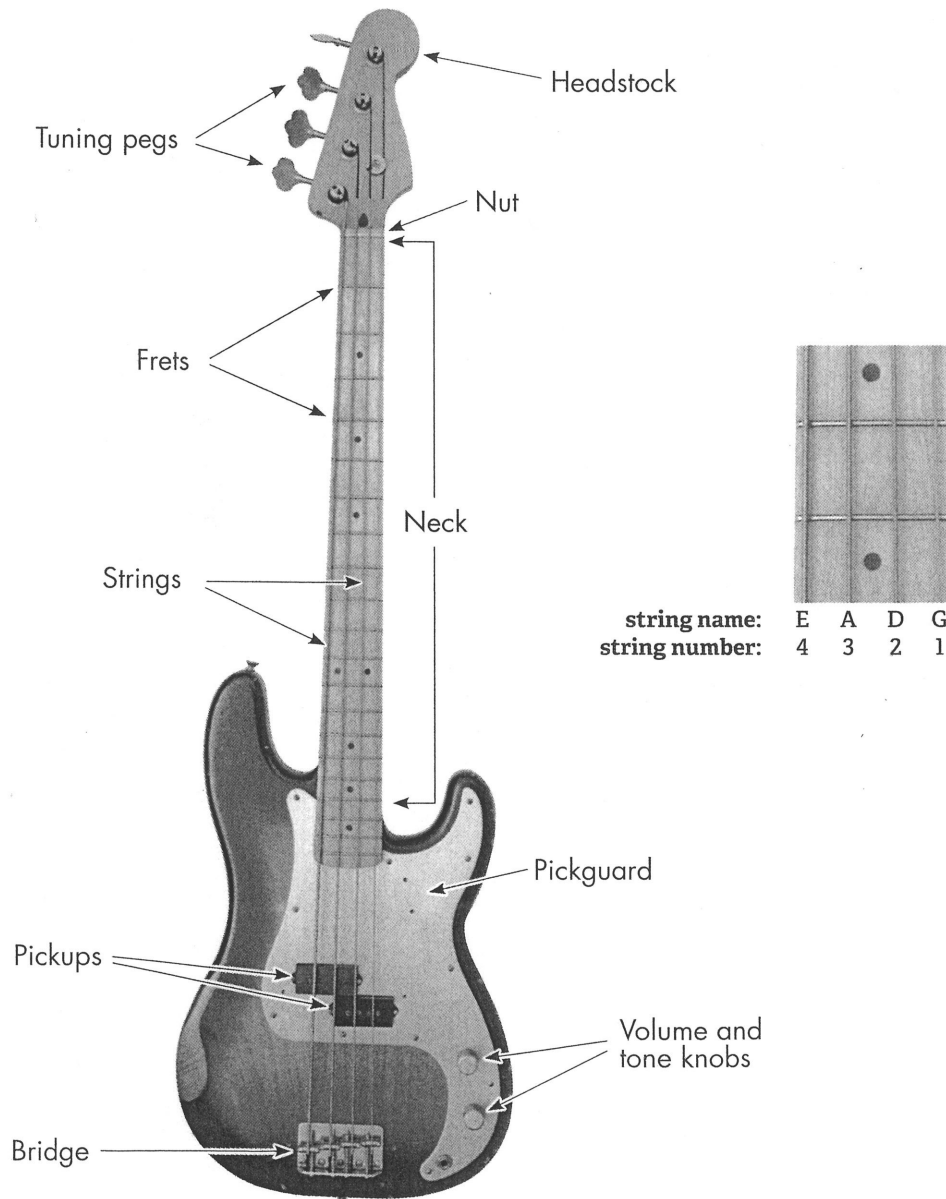 Headstock
Tuning pegs
Nut
Frets
Neck
Strings
string name: E A D G
string number: 4 3 2 1
Pickguard
Pickups
Volume and
tone knobs
Bridge